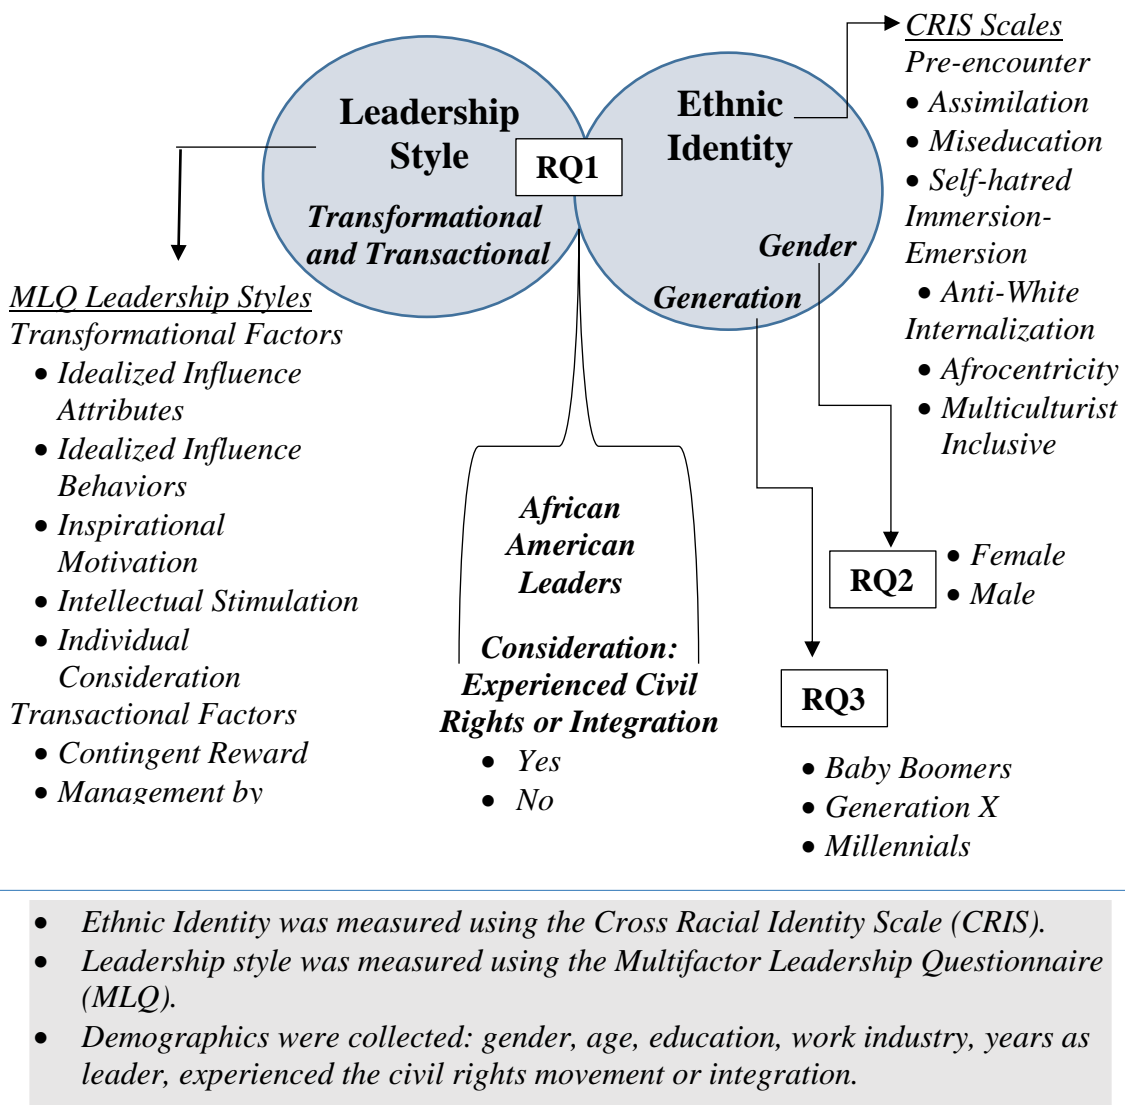 Leadership
Style
Transformational
and Transactional
RQ1
Ethnic
Identity
Gender
Generation
CRIS Scales
Pre-encounter
• Assimilation
• Miseducation
• Self-hatred
Immersion-
Emersion
• Anti-White
Internalization
• Afrocentricity
• Multiculturist
Inclusive
MLQ Leadership Styles
Transformational Factors
• Idealized Influence
Attributes
• Idealized Influence
Behaviors
• Inspirational
Motivation
• Intellectual Stimulation
• Individual
Consideration
Transactional Factors
• Contingent Reward
• Management by
African
American
Leaders
Consideration:
Experienced Civil
Rights or Integration
• Yes
• No
RQ2
• Female
• Male
RQ3
• Baby Boomers
• Generation X
• Millennials
• Ethnic Identity was measured using the Cross Racial Identity Scale (CRIS).
• Leadership style was measured using the Multifactor Leadership Questionnaire
(MLQ).
• Demographics were collected: gender, age, education, work industry, years as
leader, experienced the civil rights movement or integration.